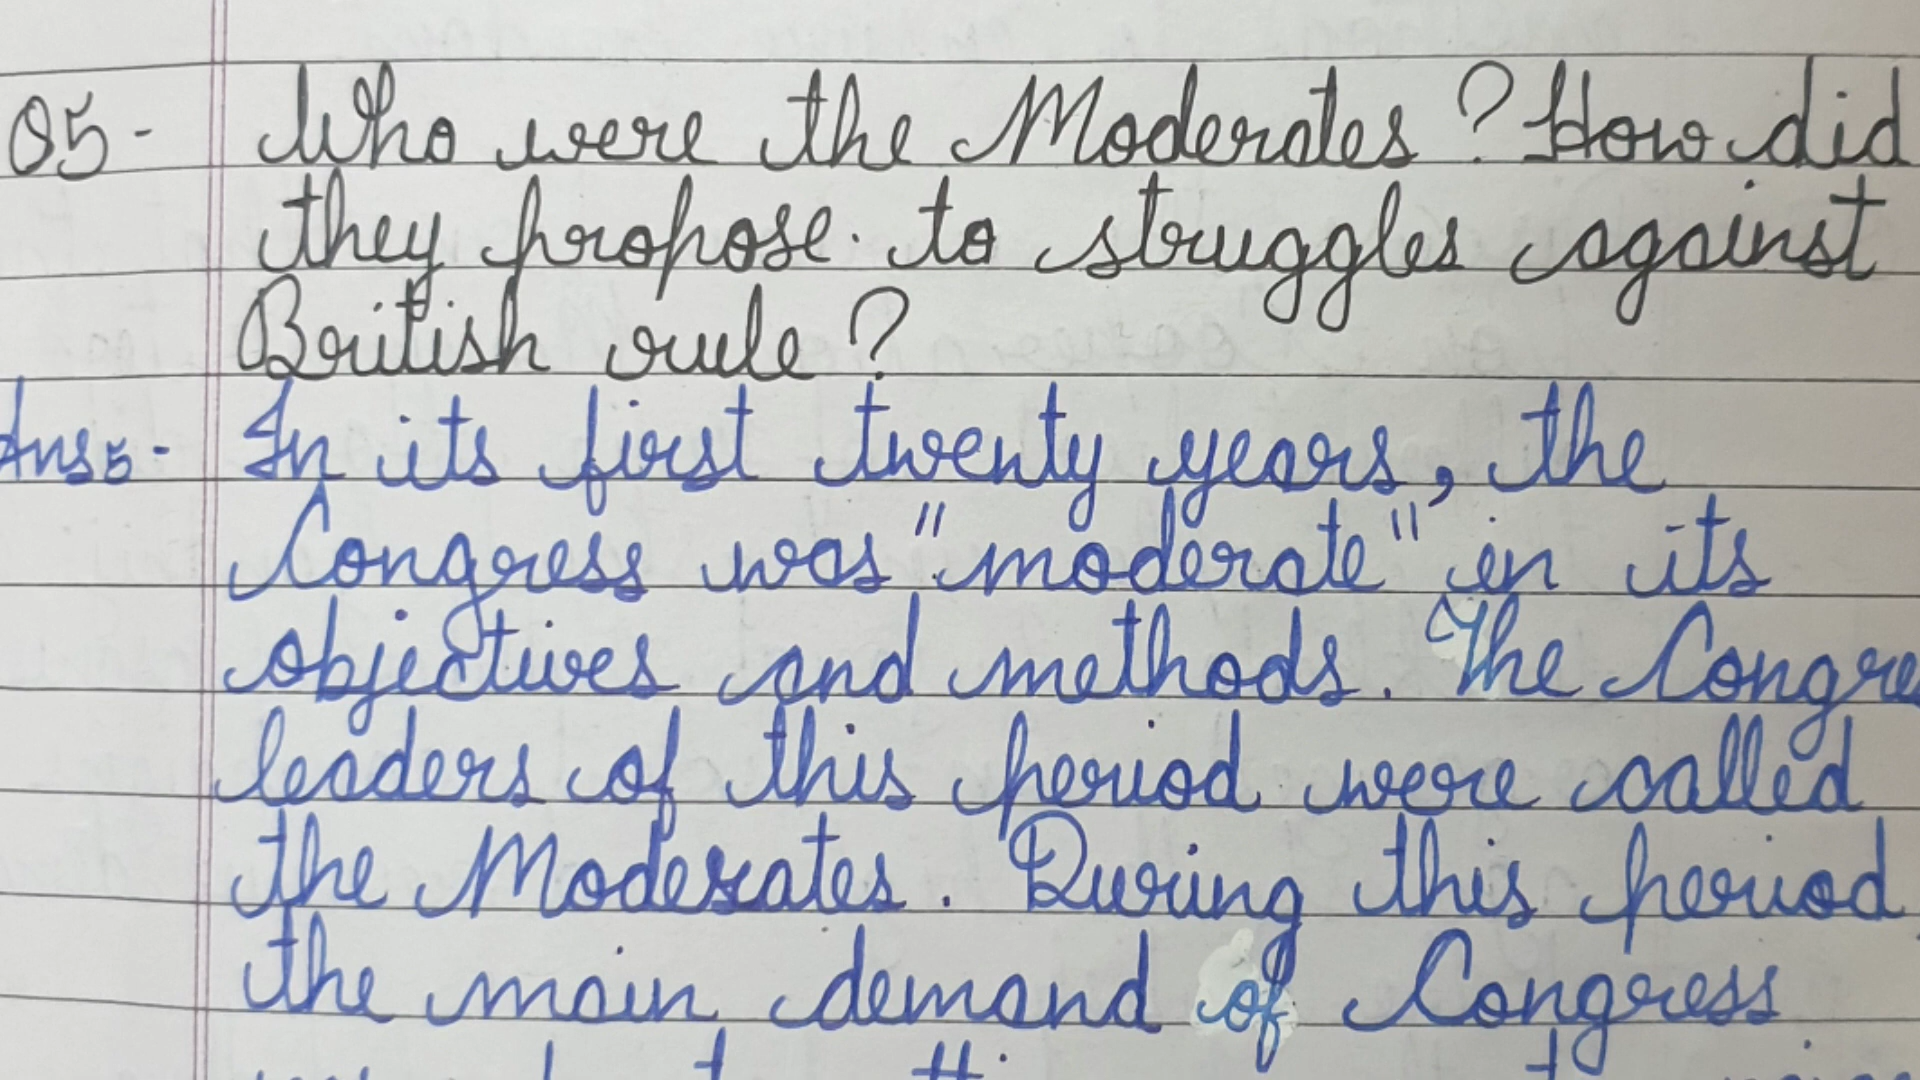 Q5- Who were the Moderates? How did
they propose. to struggles against
British rule?
Ans5- In its first twenty years, the
Congress was "moderate" in its
objectives and methods. The Congre
leaders of this period were called
the Moderates. During this period,
the main demand of Congress